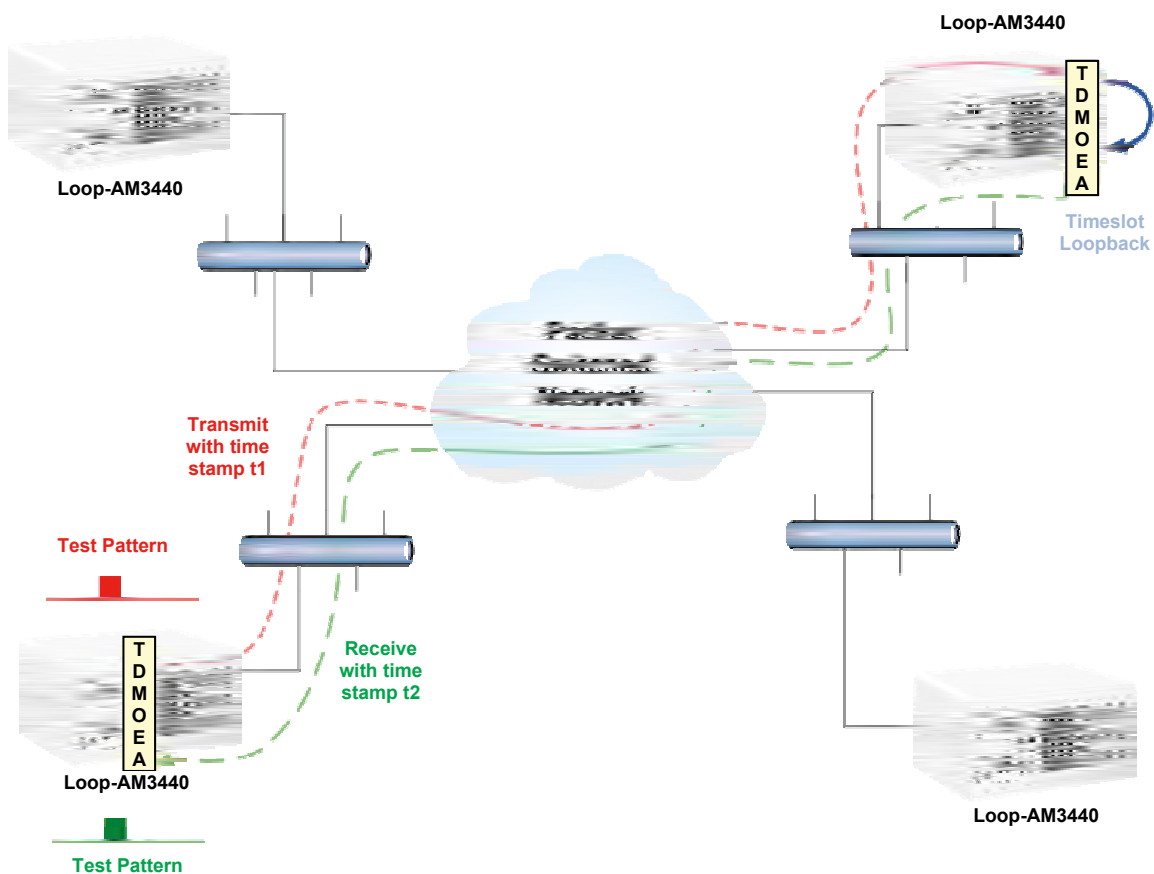 Loop-AM3440
Loop-AM3440
T
D
M
O
E
A
Timeslot
Loopback
Transmit
with time
stamp t1
Test Pattern
T
D
M
O
E
A
Receive
with time
stamp t2
Loop-AM3440
Loop-AM3440
Test Pattern